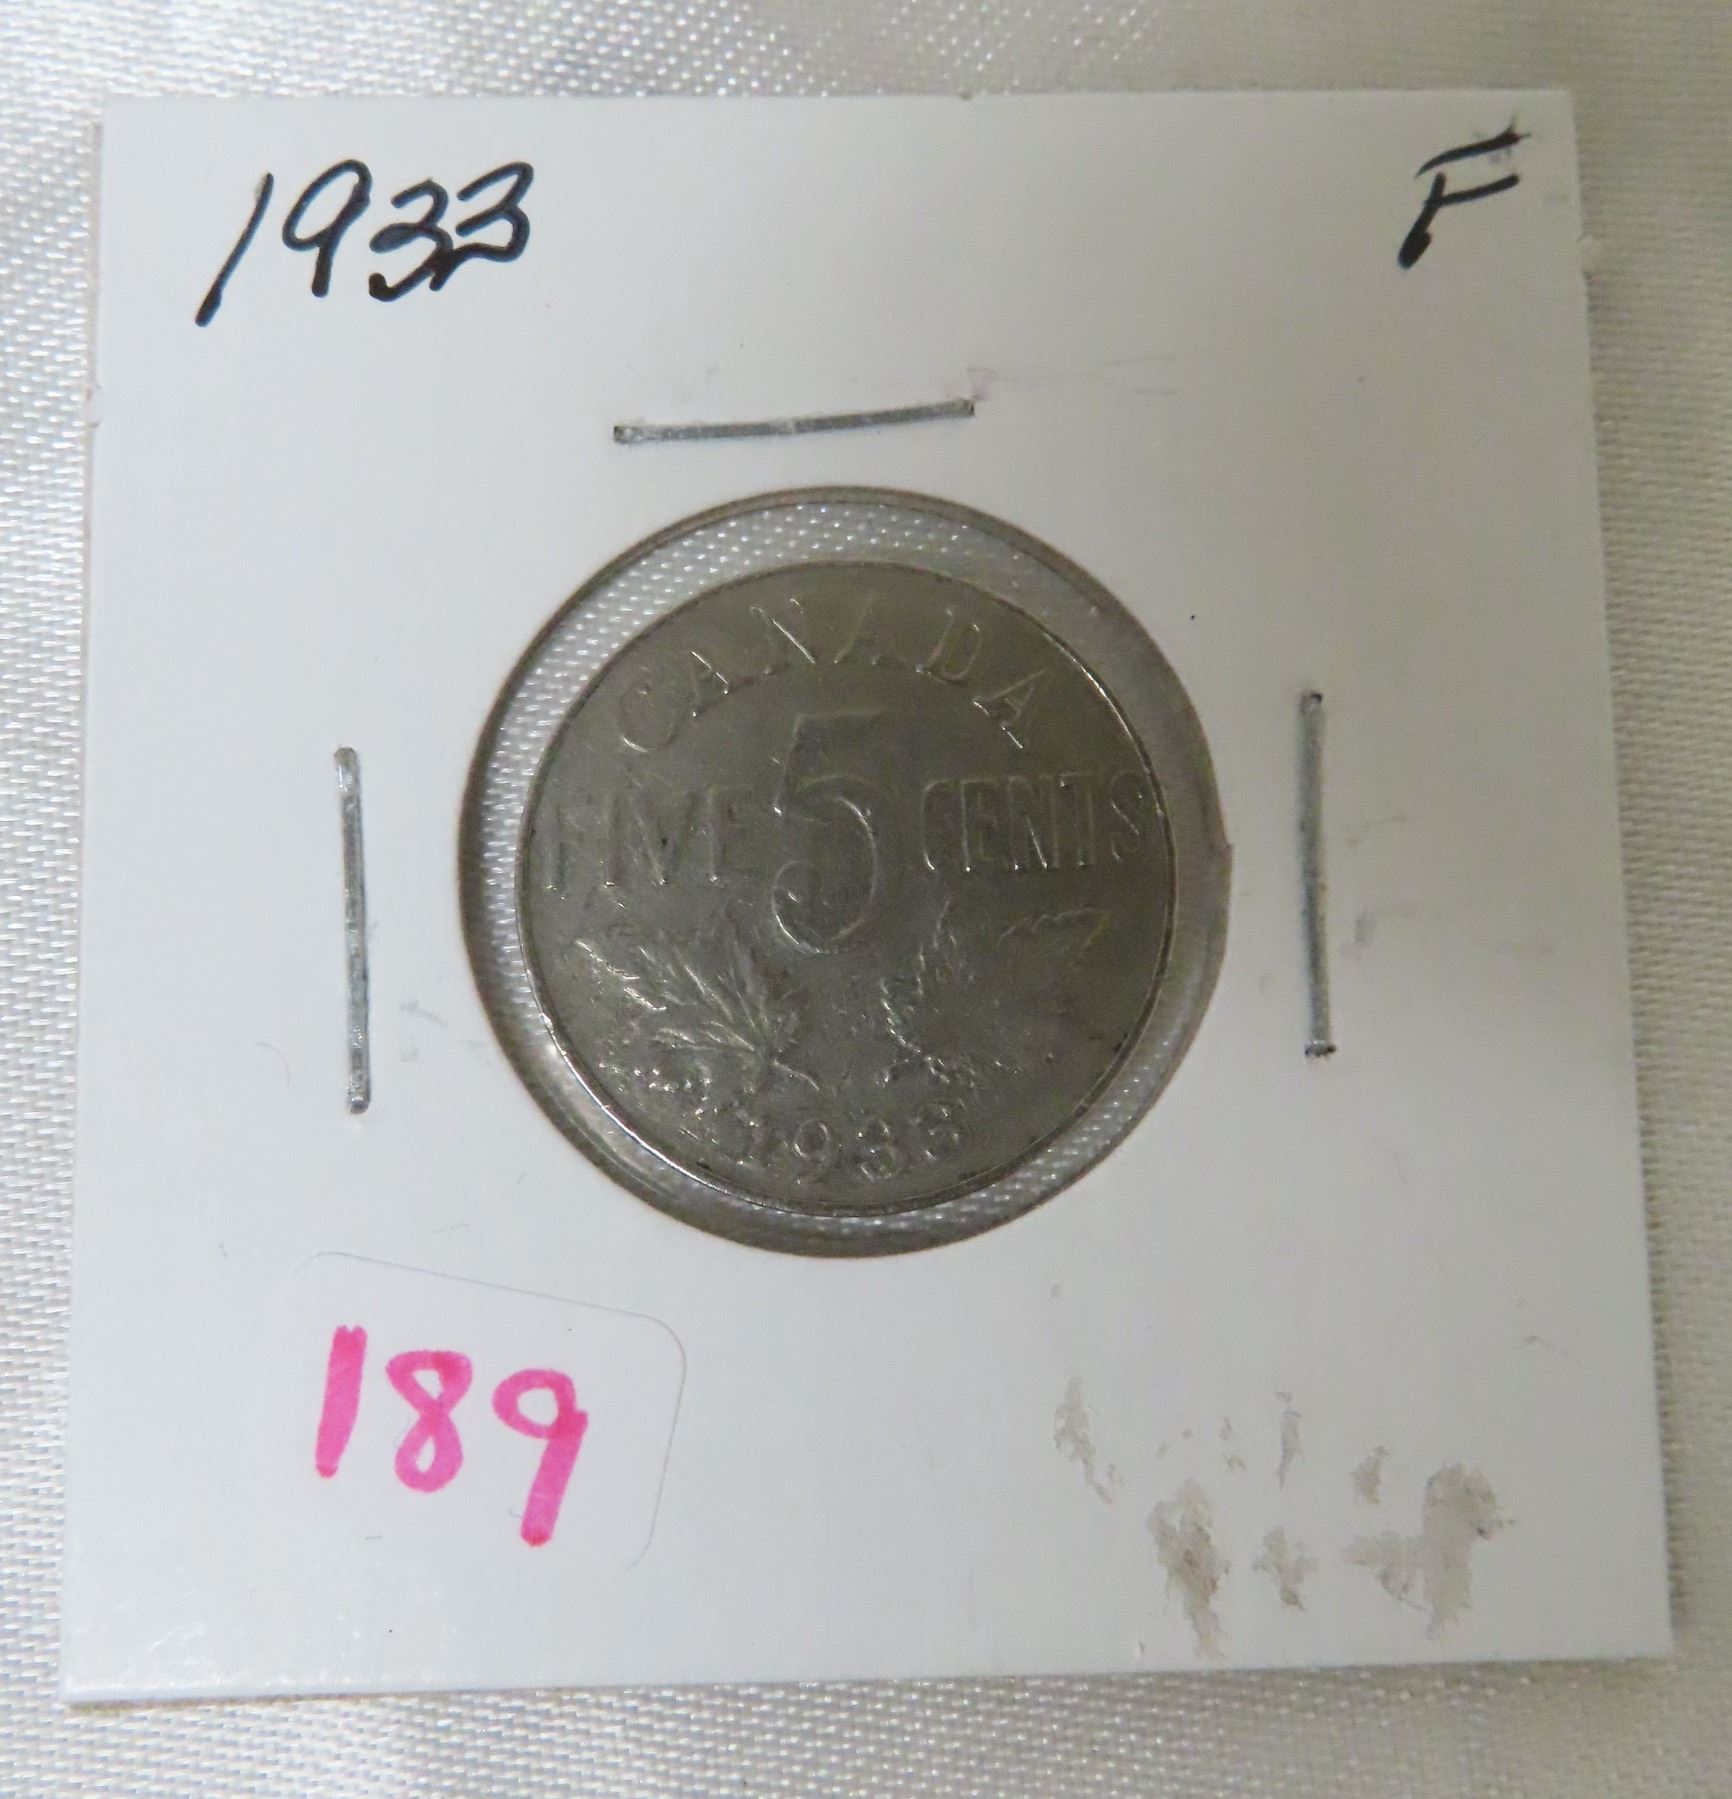 1933 F
CANADA
FIVE 5 CENTS
1933
189